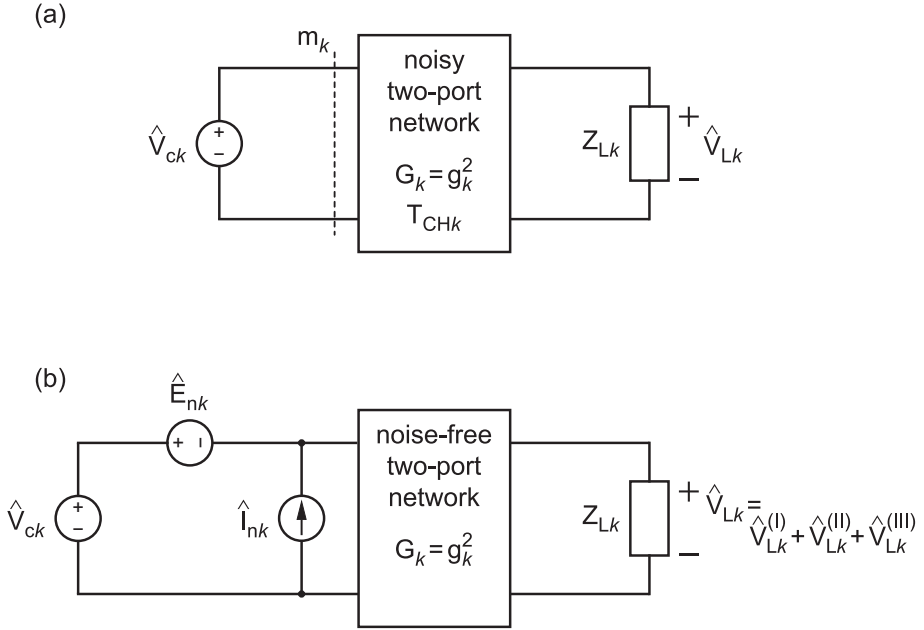 (a)
m_k
noisy
two-port
network
G_k = g_k^2
T_CHk
V̂_ck
+
−
Z_Lk
+
V̂_Lk
−
(b)
Ê_nk
+ −
noise-free
two-port
network
G_k = g_k^2
V̂_ck
+
−
Î_nk
Z_Lk
+
V̂_Lk =
V̂_Lk^(I) + V̂_Lk^(II) + V̂_Lk^(III)
−